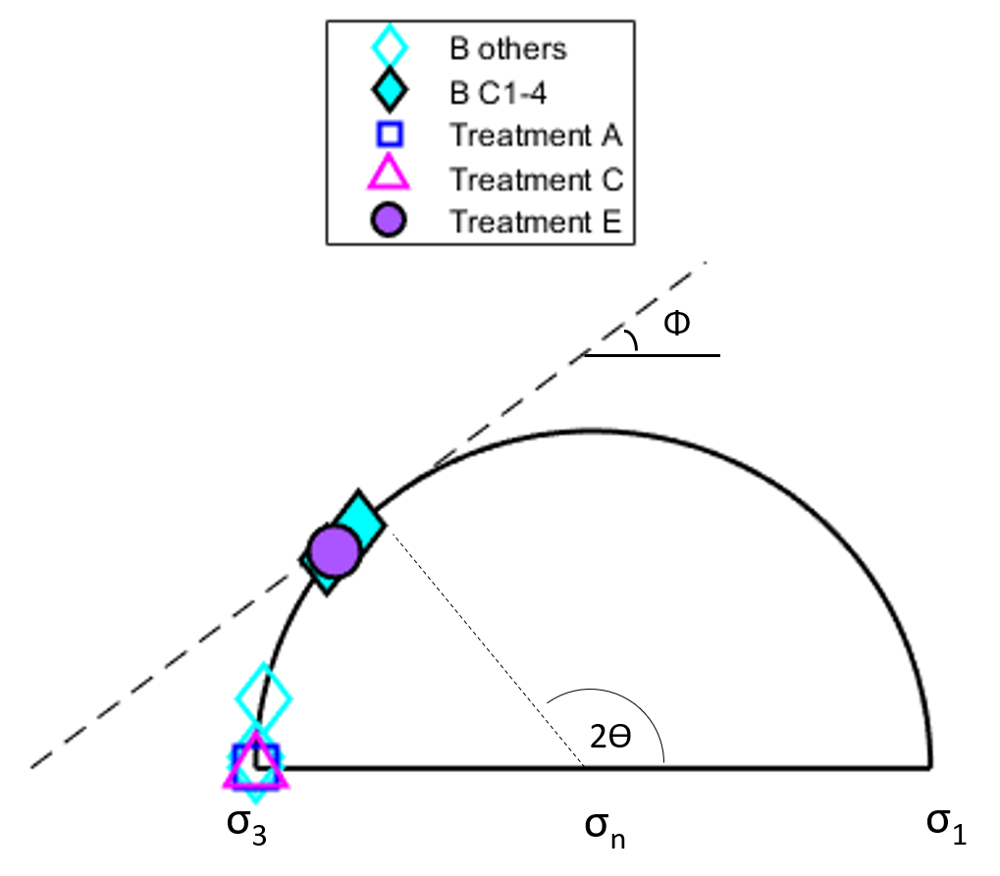 B others
B C1-4
Treatment A
Treatment C
Treatment E
Φ
2Θ
σ3
σn
σ1